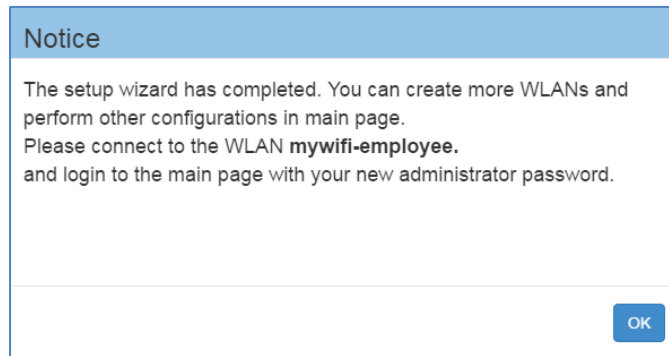 Notice
The setup wizard has completed. You can create more WLANs and
perform other configurations in main page.
Please connect to the WLAN mywifi-employee.
and login to the main page with your new administrator password.
OK